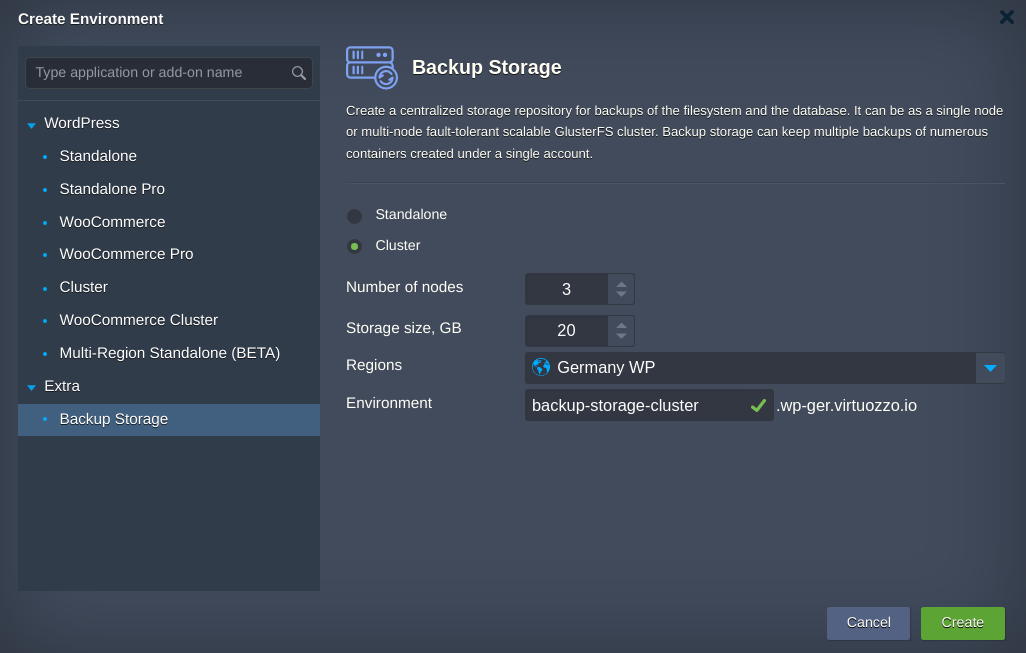 Create Environment
Type application or add-on name
WordPress
Standalone
Standalone Pro
WooCommerce
WooCommerce Pro
Cluster
WooCommerce Cluster
Multi-Region Standalone (BETA)
Extra
Backup Storage
Backup Storage
Create a centralized storage repository for backups of the filesystem and the database. It can be as a single node
or multi-node fault-tolerant scalable GlusterFS cluster. Backup storage can keep multiple backups of numerous
containers created under a single account.
Standalone
Cluster
Number of nodes 3
Storage size, GB 20
Regions Germany WP
Environment backup-storage-cluster .wp-ger.virtuozzo.io
Cancel Create